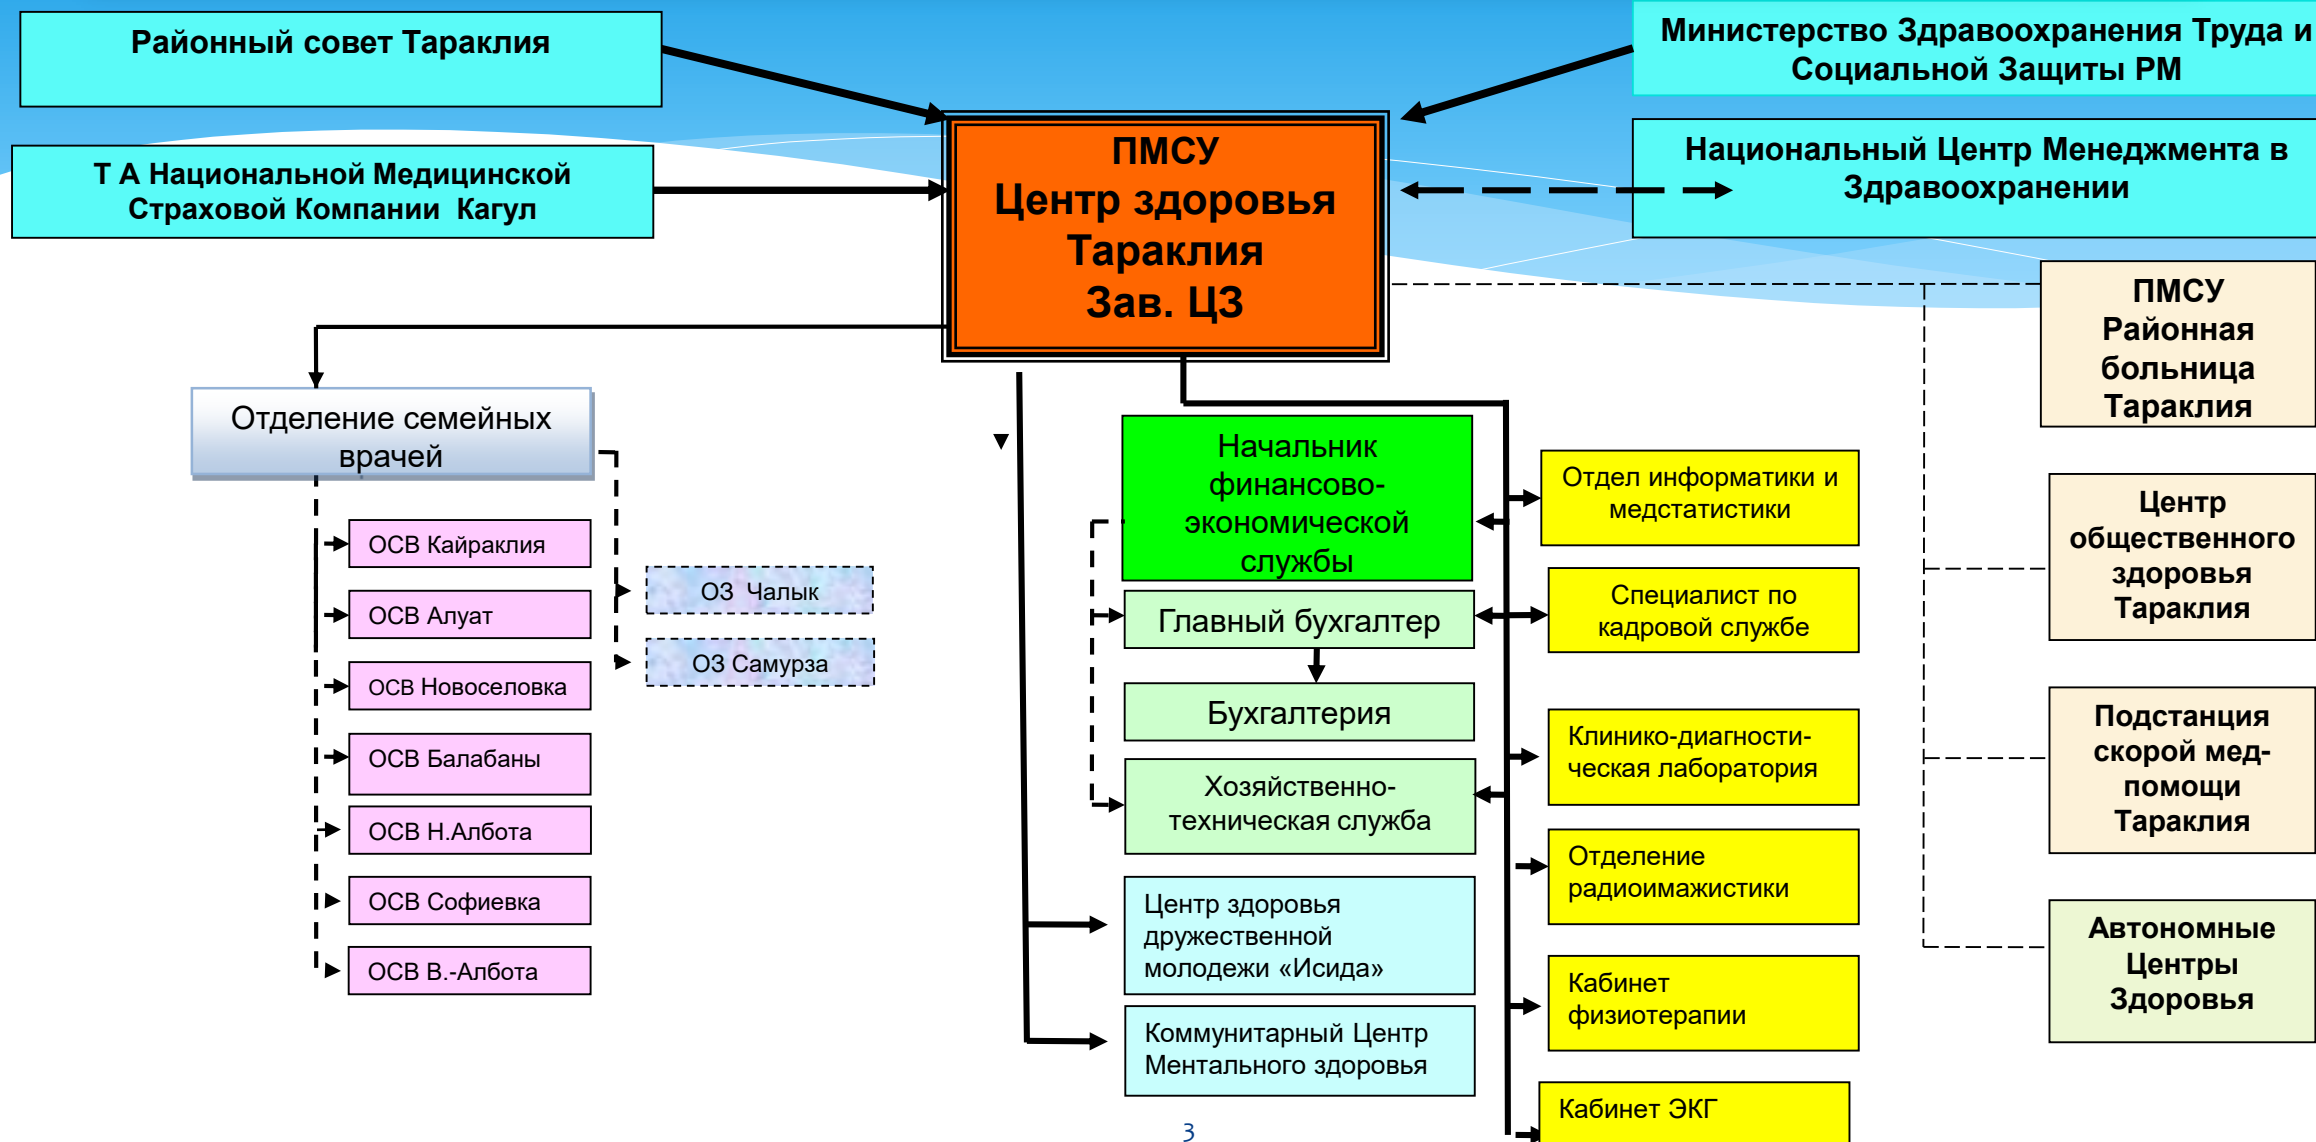 Районный совет Тараклия
Министерство Здравоохранения Труда и
Социальной Защиты РМ
Т А Национальной Медицинской
Страховой Компании Кагул
ПМСУ
Центр здоровья
Тараклия
Зав. ЦЗ
Национальный Центр Менеджмента в
Здравоохранении
ПМСУ
Районная
больница
Тараклия
Отделение семейных
врачей
ОСВ Кайраклия
ОСВ Алуат
ОСВ Новоселовка
ОСВ Балабаны
ОСВ Н.Албота
ОСВ Софиевка
ОСВ В.-Албота
ОЗ Чалык
ОЗ Самурза
Начальник
финансово-
экономической
службы
Главный бухгалтер
Бухгалтерия
Хозяйственно-
техническая служба
Центр здоровья
дружественной
молодежи «Исида»
Коммунитарный Центр
Ментального здоровья
Отдел информатики и
медстатистики
Специалист по
кадровой службе
Клинико-диагности-
ческая лаборатория
Отделение
радиоимажистики
Кабинет
физиотерапии
Кабинет ЭКГ
Центр
общественного
здоровья
Тараклия
Подстанция
скорой мед-
помощи
Тараклия
Автономные
Центры
Здоровья
3